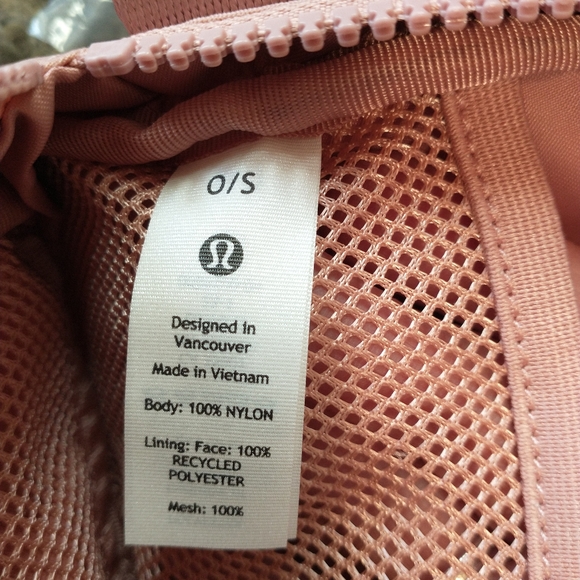 O/S
Designed in
Vancouver
Made in Vietnam
Body: 100% NYLON
Lining: Face: 100%
RECYCLED
POLYESTER
Mesh: 100%